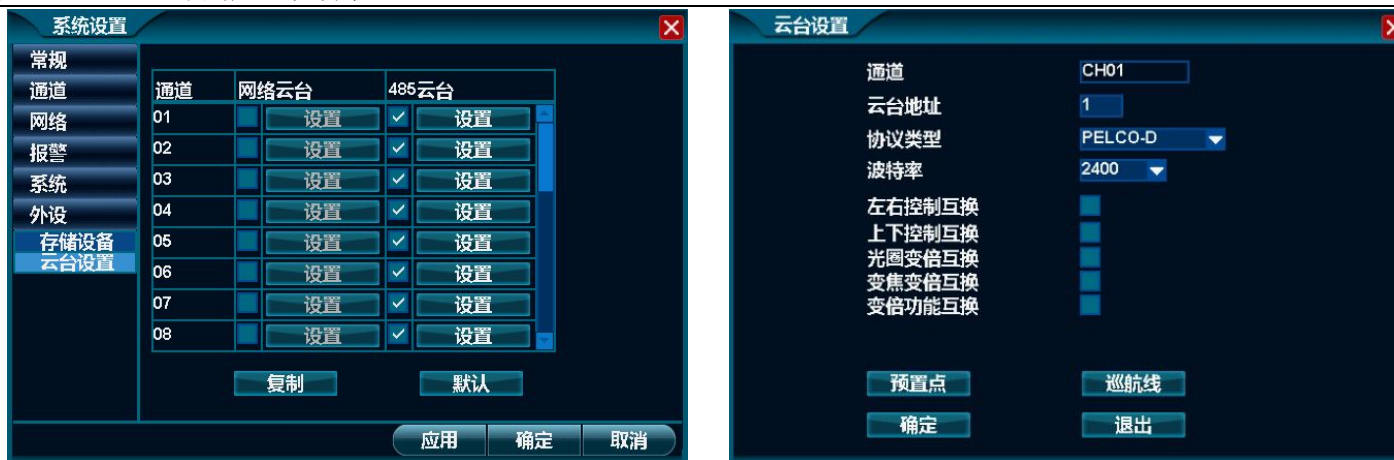 系统设置
常规
通道
网络
报警
系统
外设
存储设备
云台设置
通道 网络云台 485云台
01 设置 设置
02 设置 设置
03 设置 设置
04 设置 设置
05 设置 设置
06 设置 设置
07 设置 设置
08 设置 设置
复制 默认
应用 确定 取消
云台设置
通道 CH01
云台地址 1
协议类型 PELCO-D
波特率 2400
左右控制互换
上下控制互换
光圈变倍互换
变焦变倍互换
变倍功能互换
预置点 巡航线
确定 退出